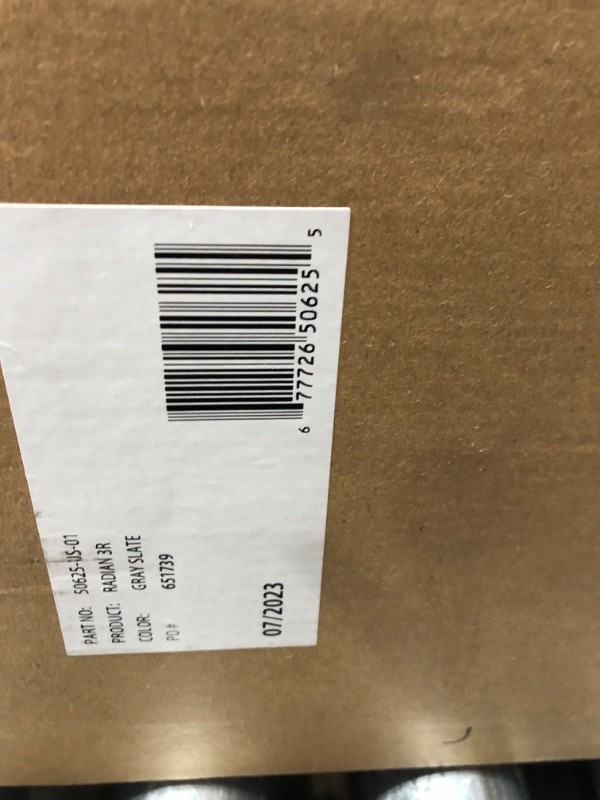 6 77726 50625 5
PART NO: 50625-US-01
PRODUCT: RADIAN 3R
COLOR: GRAY SLATE
PO # 651739
07/2023